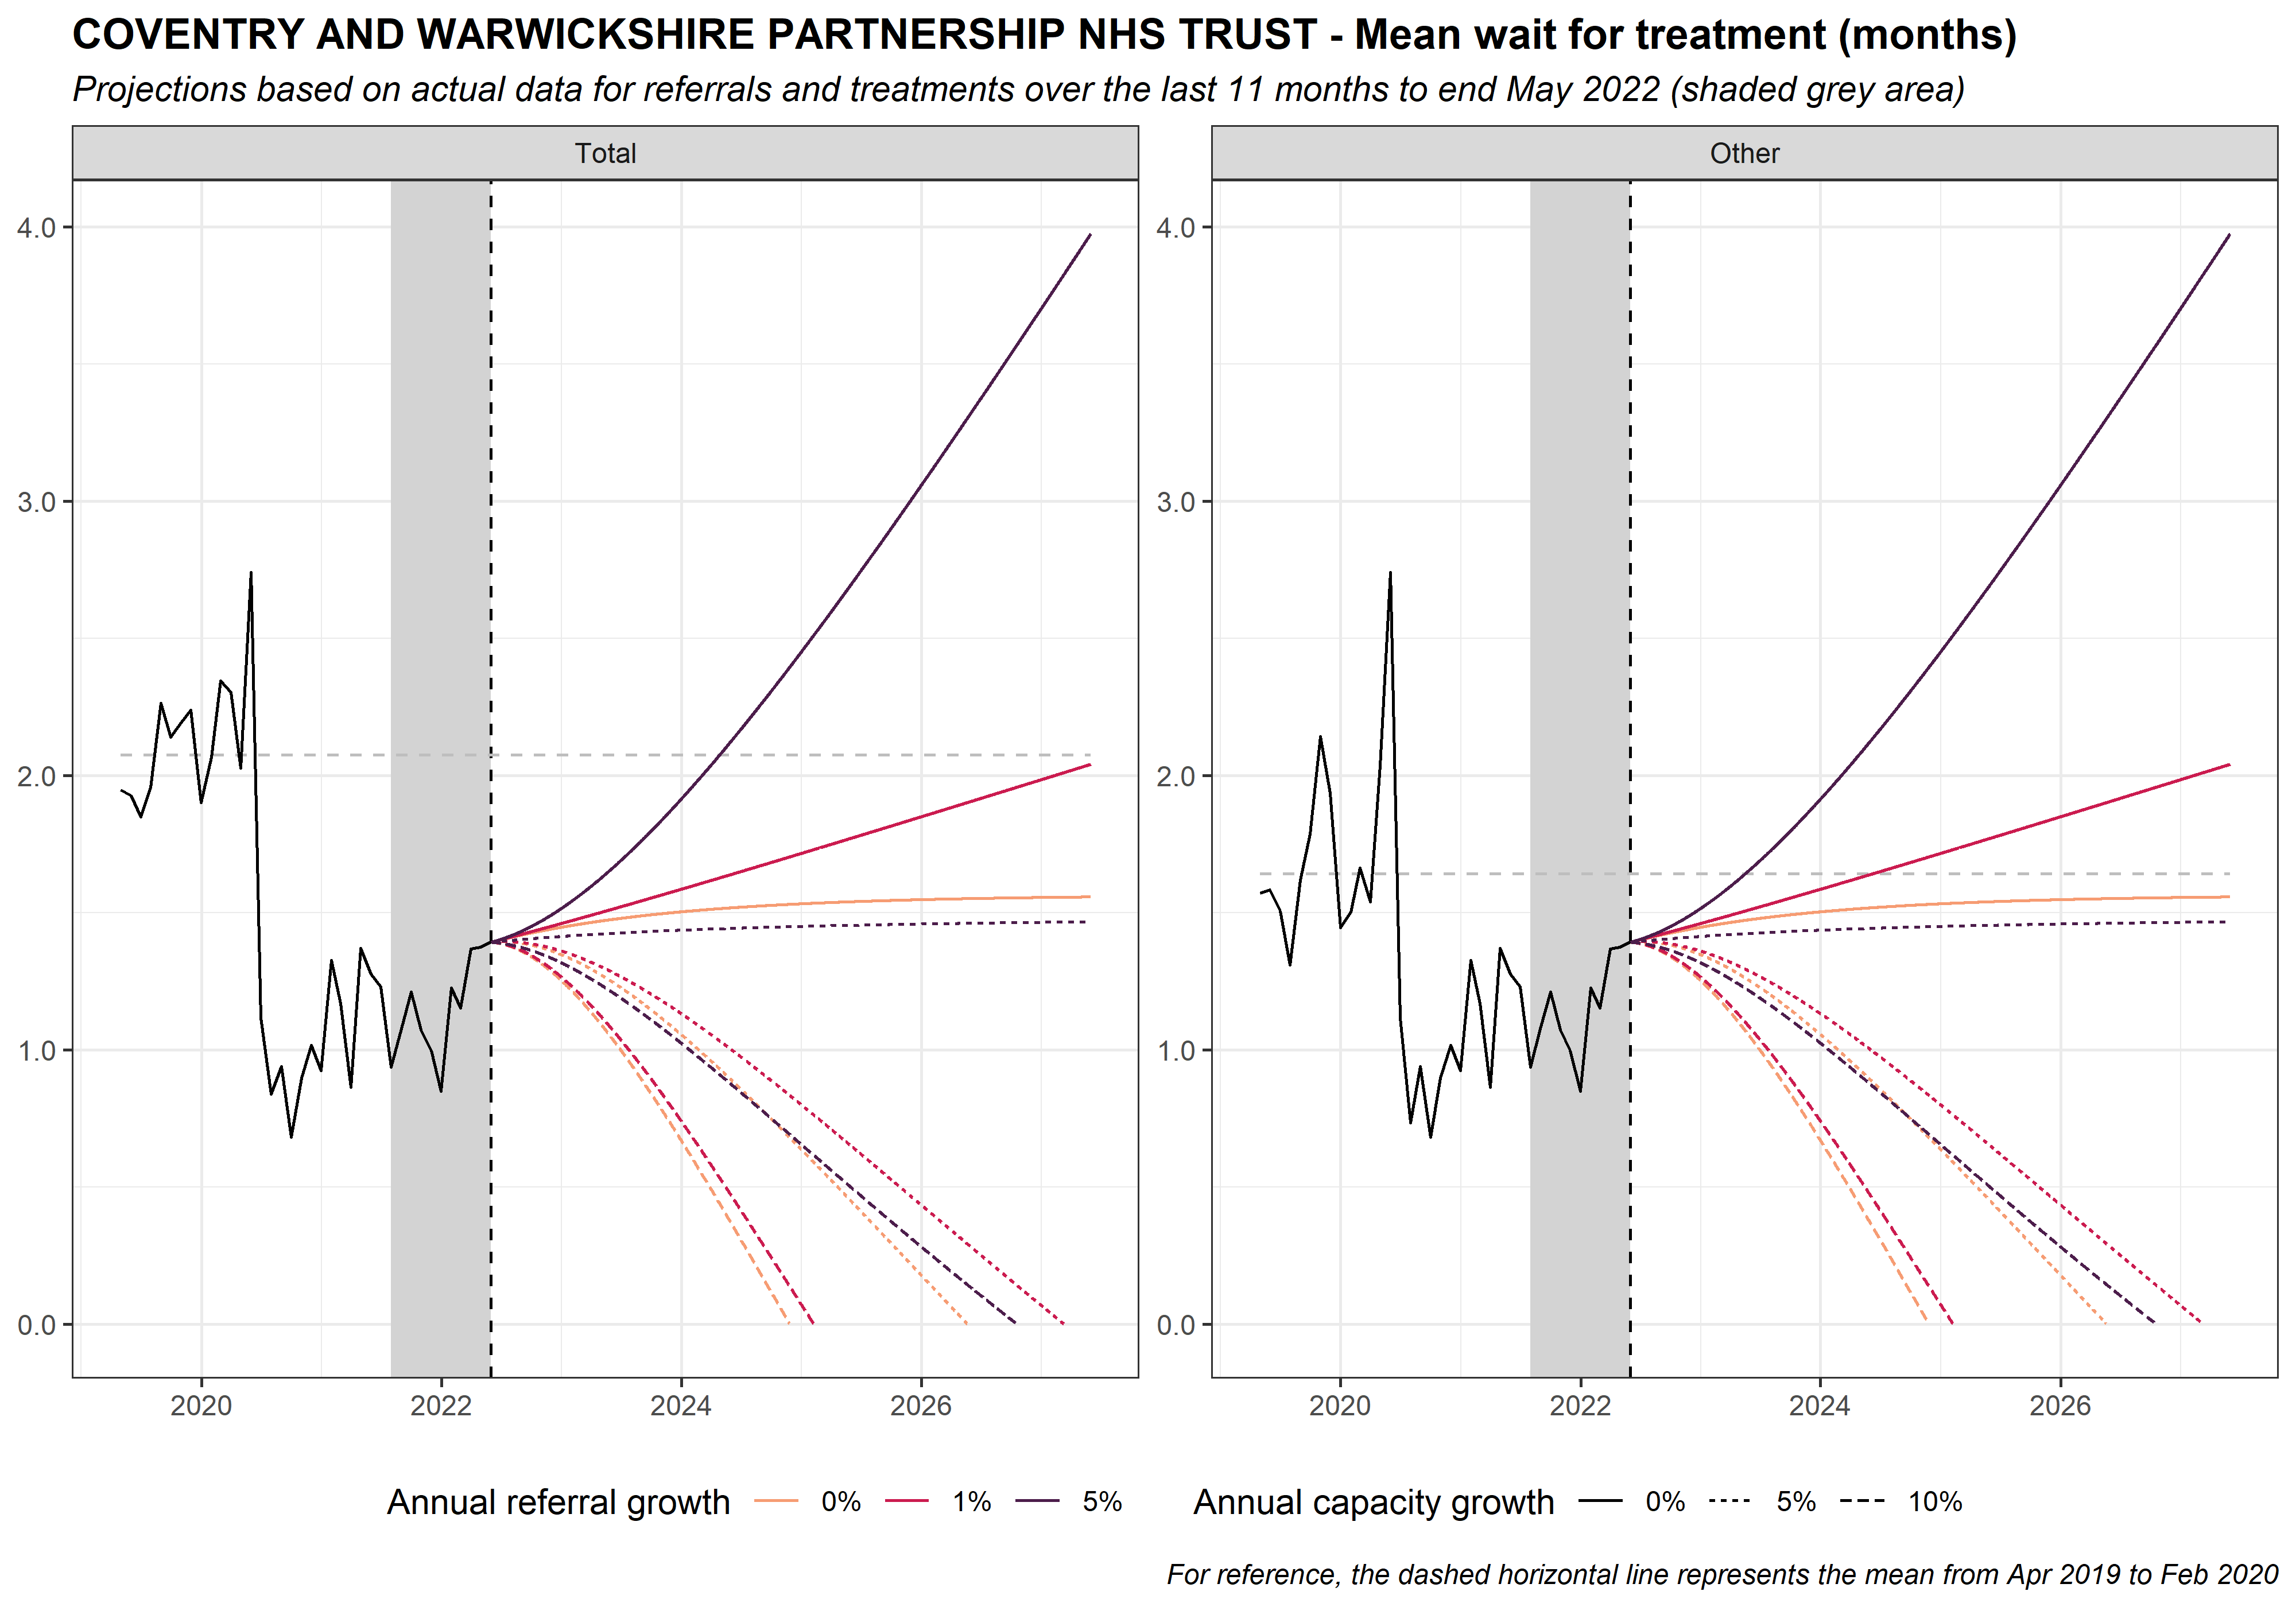 COVENTRY AND WARWICKSHIRE PARTNERSHIP NHS TRUST - Mean wait for treatment (months)
Projections based on actual data for referrals and treatments over the last 11 months to end May 2022 (shaded grey area)
Total
Other
4.0
3.0
2.0
1.0
0.0
4.0
3.0
2.0
1.0
0.0
2020 2022 2024 2026
2020 2022 2024 2026
Annual referral growth 0% 1% 5%
Annual capacity growth 0% 5% 10%
For reference, the dashed horizontal line represents the mean from Apr 2019 to Feb 2020